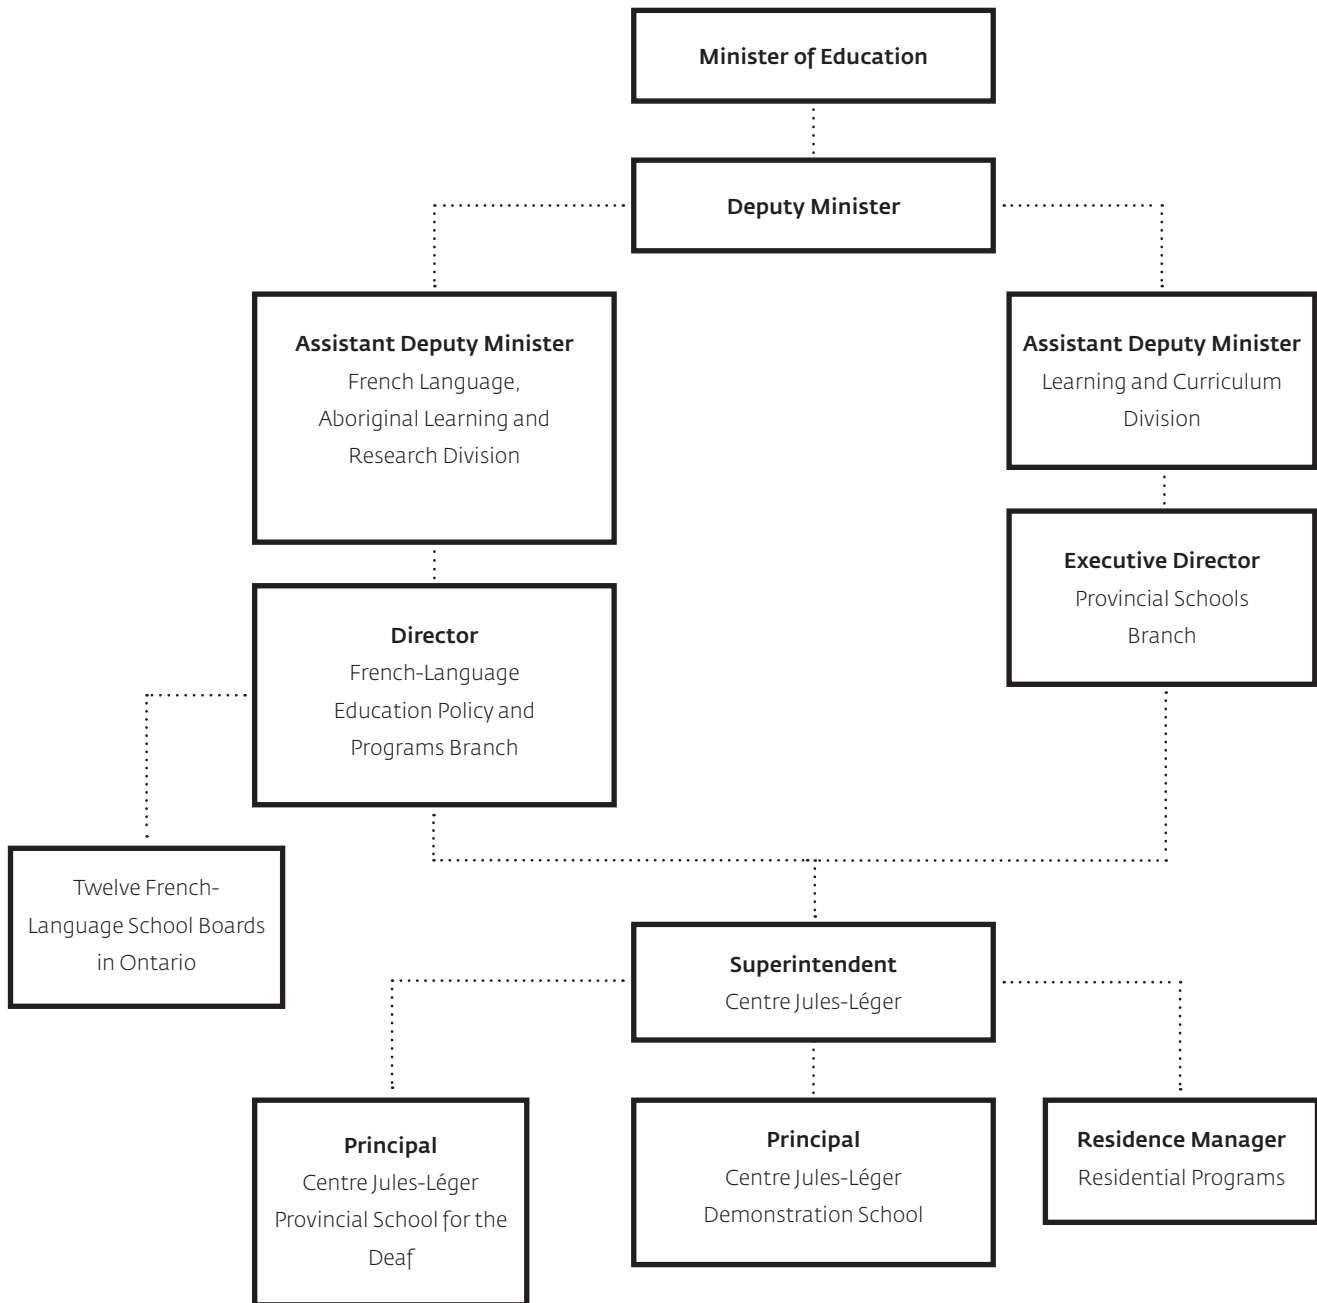 Minister of Education
Deputy Minister
Assistant Deputy Minister
French Language,
Aboriginal Learning and
Research Division
Assistant Deputy Minister
Learning and Curriculum
Division
Executive Director
Provincial Schools
Branch
Director
French-Language
Education Policy and
Programs Branch
Twelve French-
Language School Boards
in Ontario
Superintendent
Centre Jules-Léger
Principal
Centre Jules-Léger
Provincial School for the
Deaf
Principal
Centre Jules-Léger
Demonstration School
Residence Manager
Residential Programs